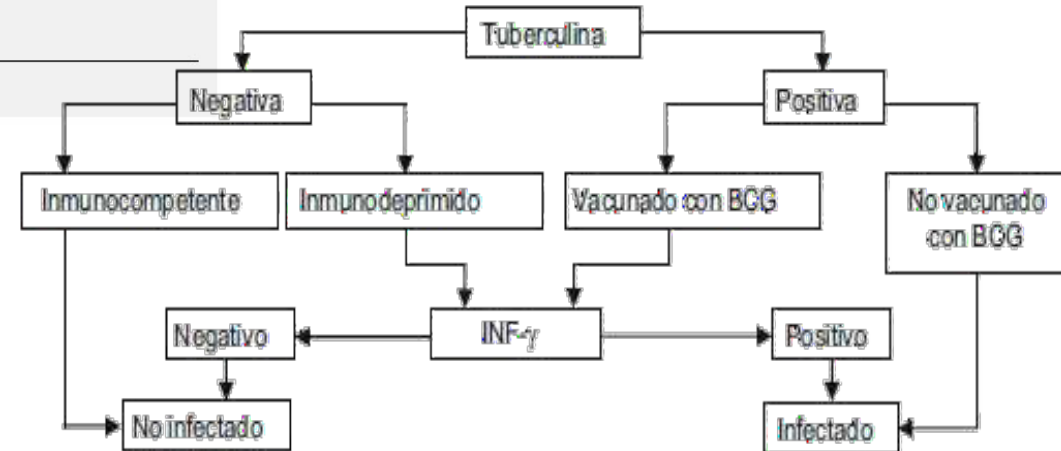 Tuberculina
Negativa
Positiva
Inmunocompetente
Inmunodeprimido
Vacunado con BCG
No vacunado
con BCG
Negativo
INF-γ
Positivo
No infectado
Infectado